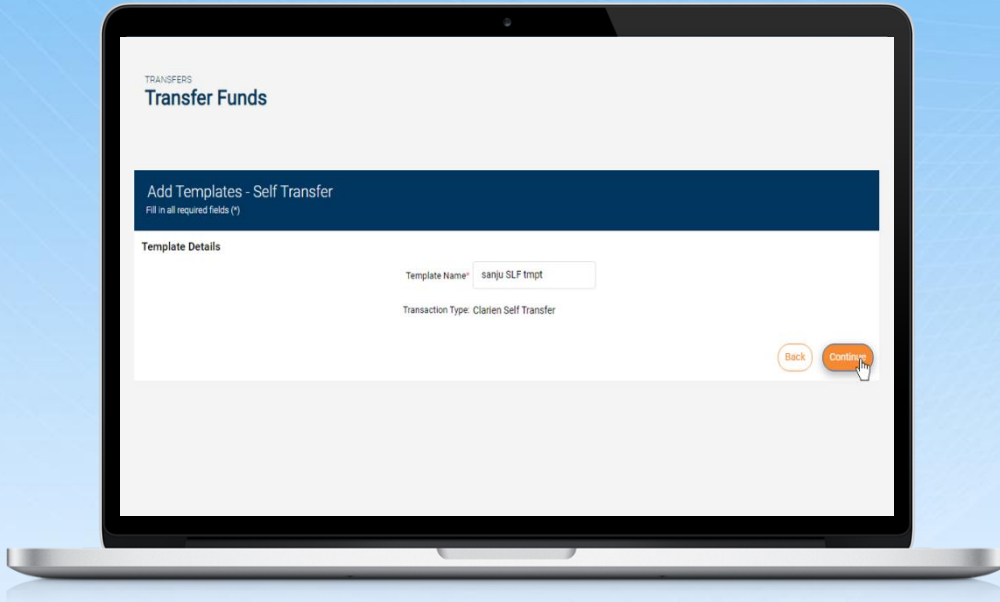 TRANSFERS
Transfer Funds
Add Templates - Self Transfer
Fill in all required fields (*)
Template Details
Template Name* sanju SLF tmpt
Transaction Type: Clarien Self Transfer
Back Continue